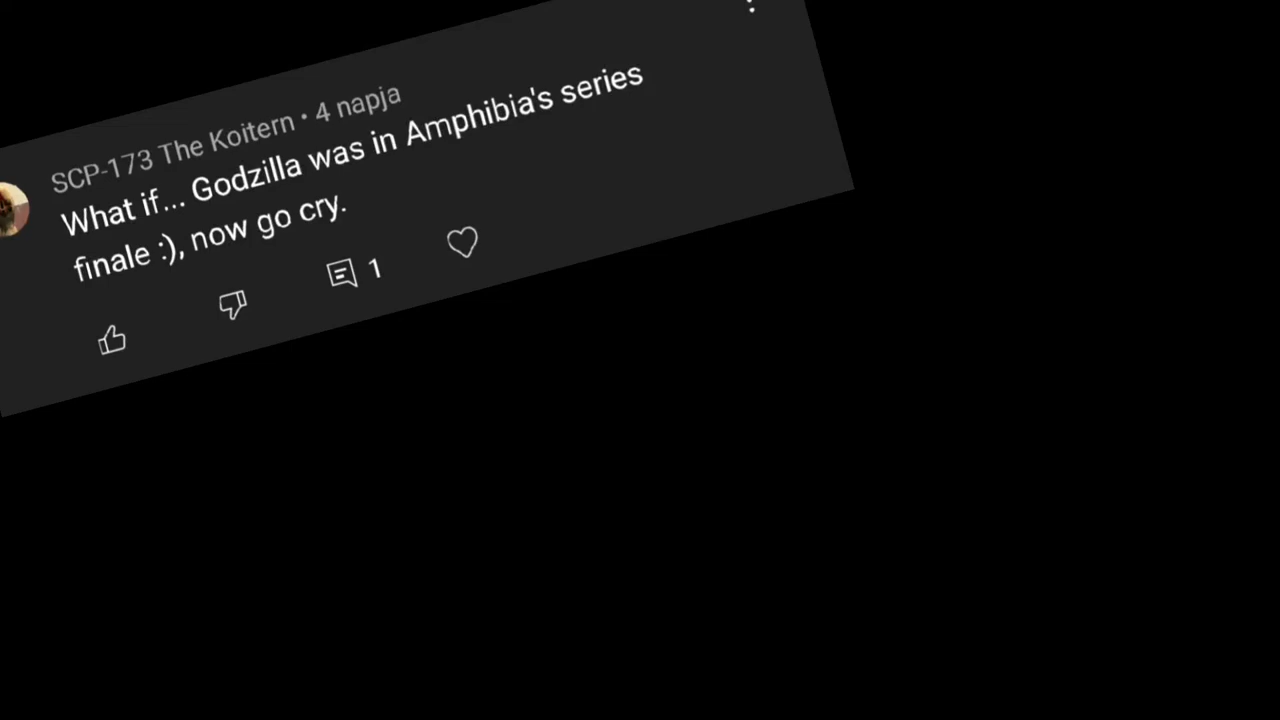 SCP-173 The Koitern • 4 napja
What if... Godzilla was in Amphibia's series
finale :), now go cry.
1